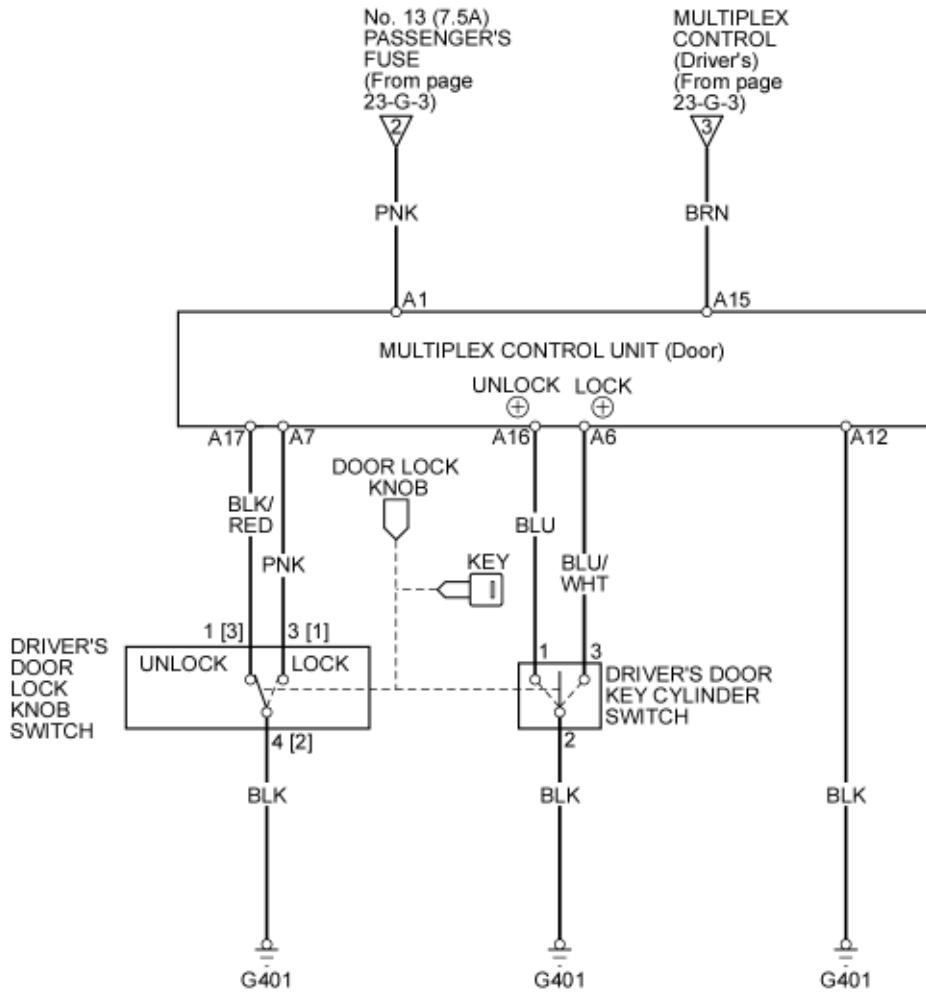 No. 13 (7.5A)
PASSENGER'S
FUSE
(From page
23-G-3)
2
MULTIPLEX
CONTROL
(Driver's)
(From page
23-G-3)
3
PNK
BRN
A1
A15
MULTIPLEX CONTROL UNIT (Door)
UNLOCK
LOCK
A17
A7
A16
A6
A12
DOOR LOCK
KNOB
BLK/
RED
PNK
KEY
BLU
BLU/
WHT
DRIVER'S
DOOR
LOCK
KNOB
SWITCH
1 [3]
3 [1]
UNLOCK
LOCK
4 [2]
1
3
DRIVER'S DOOR
KEY CYLINDER
SWITCH
2
BLK
BLK
BLK
G401
G401
G401